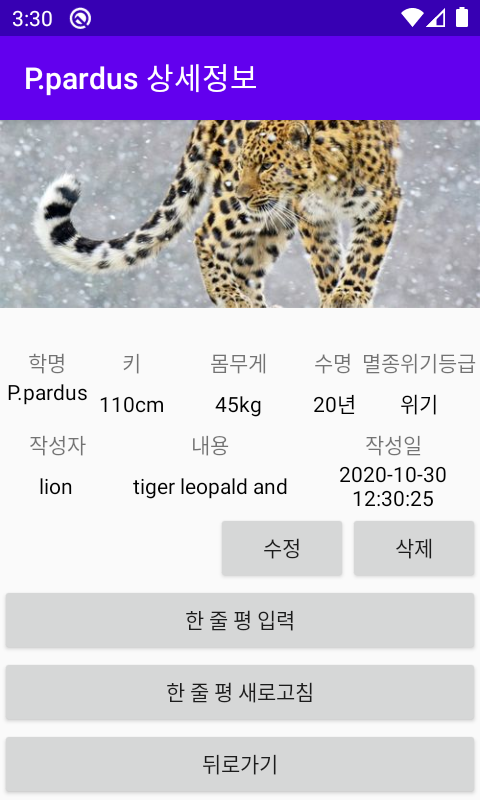 3:30
P.pardus 상세정보
학명 키 몸무게 수명 멸종위기등급
P.pardus 110cm 45kg 20년 위기
작성자 내용 작성일
lion tiger leopald and 2020-10-30
12:30:25
수정 삭제
한 줄 평 입력
한 줄 평 새로고침
뒤로가기